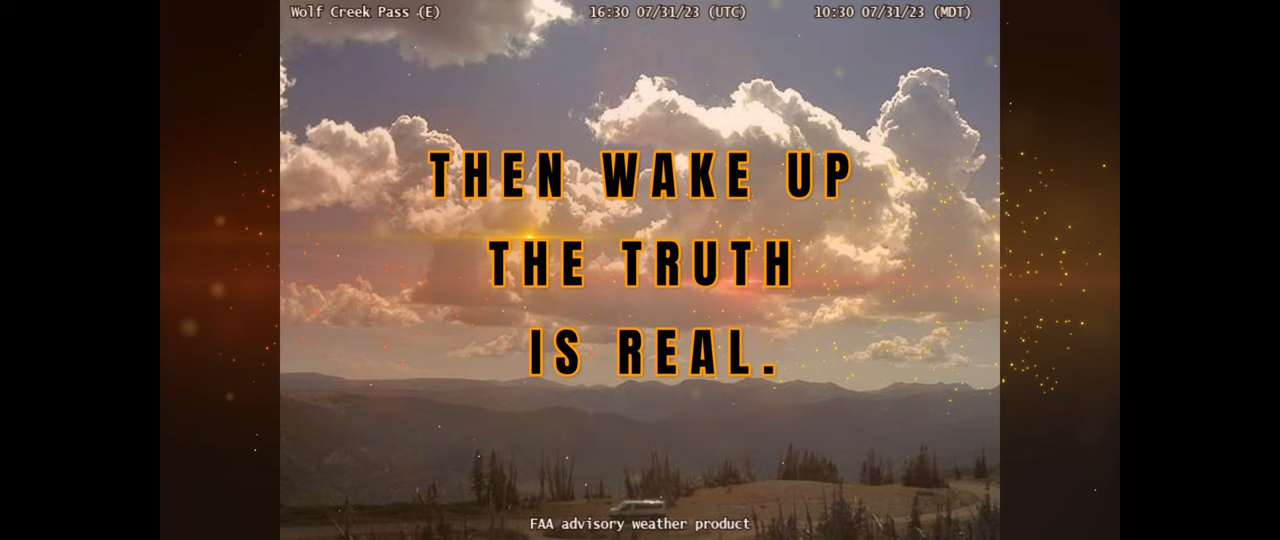 Wolf Creek Pass (E) 16:30 07/31/23 (UTC) 10:30 07/31/23 (MDT)
THEN WAKE UP
THE TRUTH
IS REAL.
FAA advisory weather product